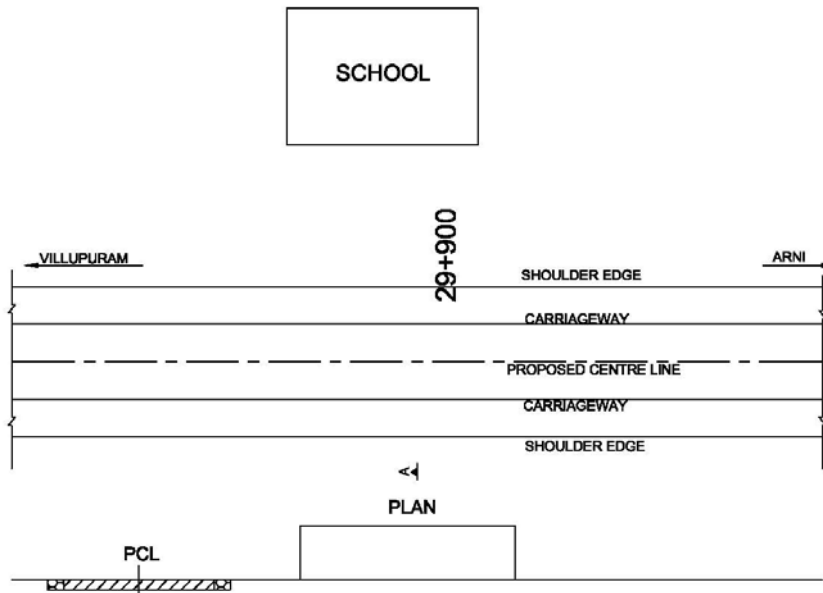 SCHOOL
29+900
VILLUPURAM
ARNI
SHOULDER EDGE
CARRIAGEWAY
PROPOSED CENTRE LINE
CARRIAGEWAY
SHOULDER EDGE
A
PLAN
PCL